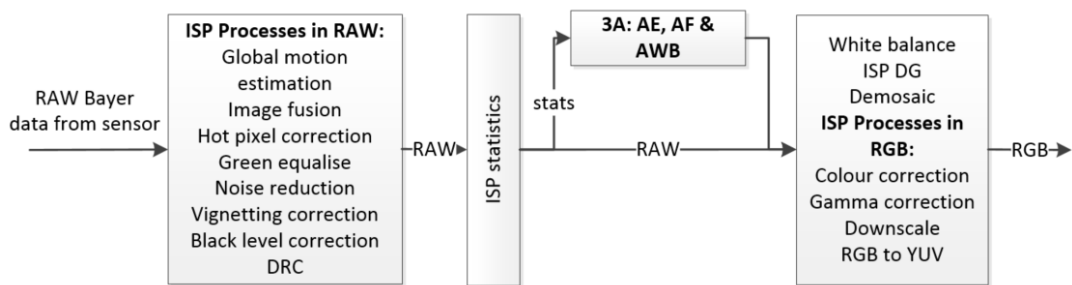 RAW Bayer
data from sensor
ISP Processes in RAW:
Global motion
estimation
Image fusion
Hot pixel correction
Green equalise
Noise reduction
Vignetting correction
Black level correction
DRC
RAW
ISP statistics
stats
3A: AE, AF &
AWB
RAW
White balance
ISP DG
Demosaic
ISP Processes in
RGB:
Colour correction
Gamma correction
Downscale
RGB to YUV
RGB